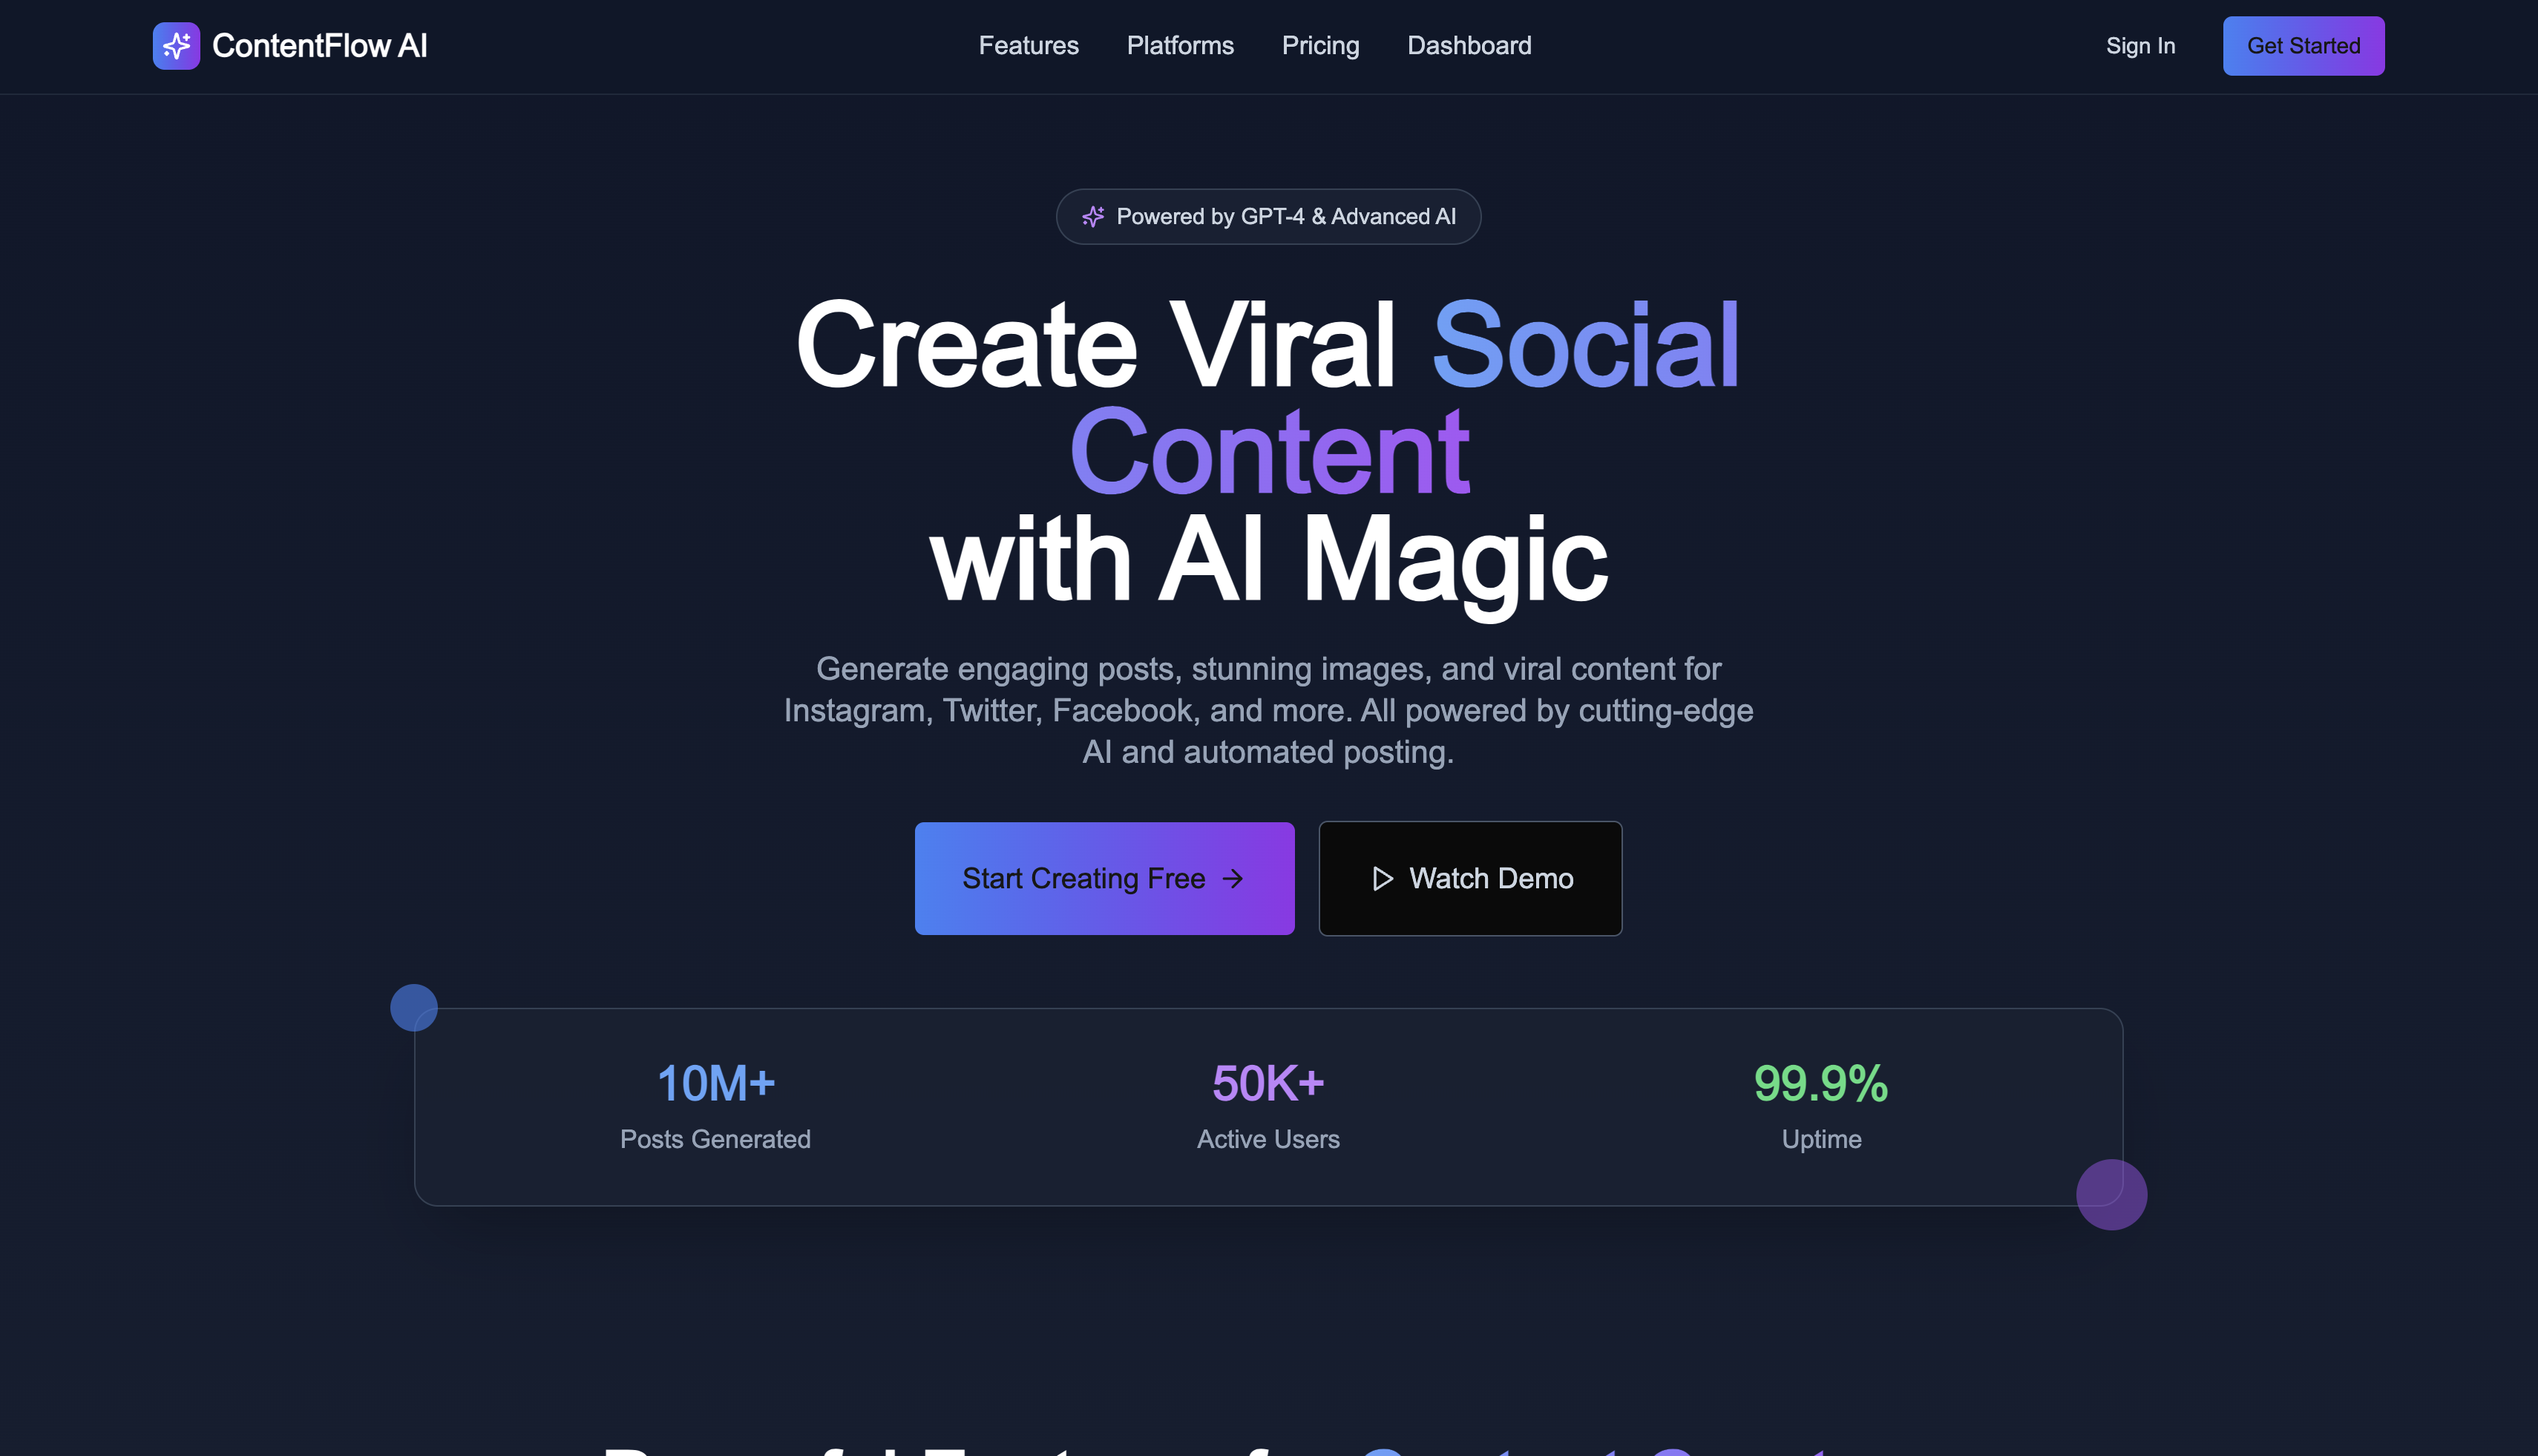 ContentFlow AI
Features
Platforms
Pricing
Dashboard
Sign In
Get Started
Powered by GPT-4 & Advanced AI
Create Viral Social
Content
with AI Magic
Generate engaging posts, stunning images, and viral content for
Instagram, Twitter, Facebook, and more. All powered by cutting-edge
AI and automated posting.
Start Creating Free
Watch Demo
10M+
Posts Generated
50K+
Active Users
99.9%
Uptime